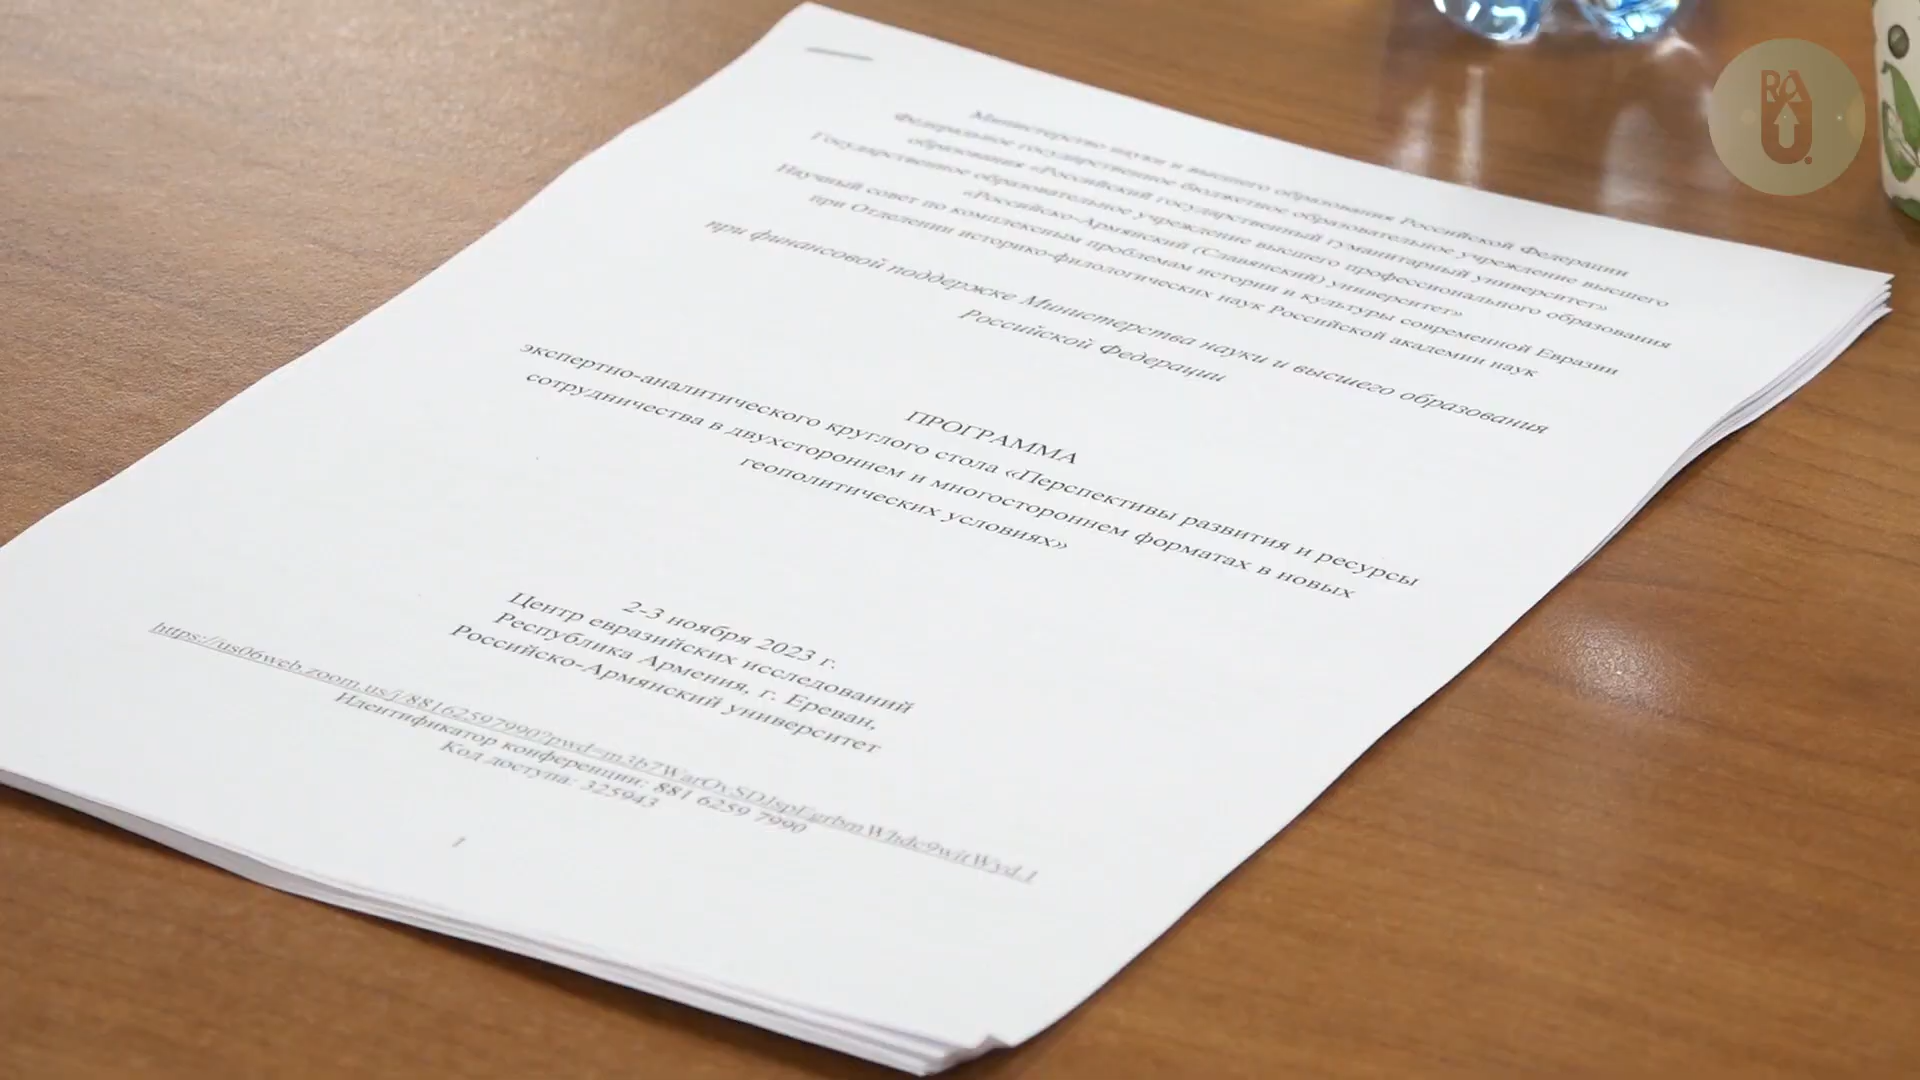 Министерство науки и высшего образования Российской Федерации
Федеральное государственное бюджетное образовательное учреждение высшего
образования «Российский государственный гуманитарный университет»
Государственное образовательное учреждение высшего профессионального образования
«Российско-Армянский (Славянский) университет»
Научный совет по комплексным проблемам истории и культуры современной Евразии
при Отделении историко-филологических наук Российской академии наук
при финансовой поддержке Министерства науки и высшего образования
Российской Федерации
ПРОГРАММА
экспертно-аналитического круглого стола «Перспективы развития и ресурсы
сотрудничества в двухстороннем и многостороннем форматах в новых
геополитических условиях»
2-3 ноября 2023 г.
Центр евразийских исследований
Республика Армения, г. Ереван,
Российско-Армянский университет
Идентификатор конференции: 881 6259 7990
Код доступа: 325943
1
RAU